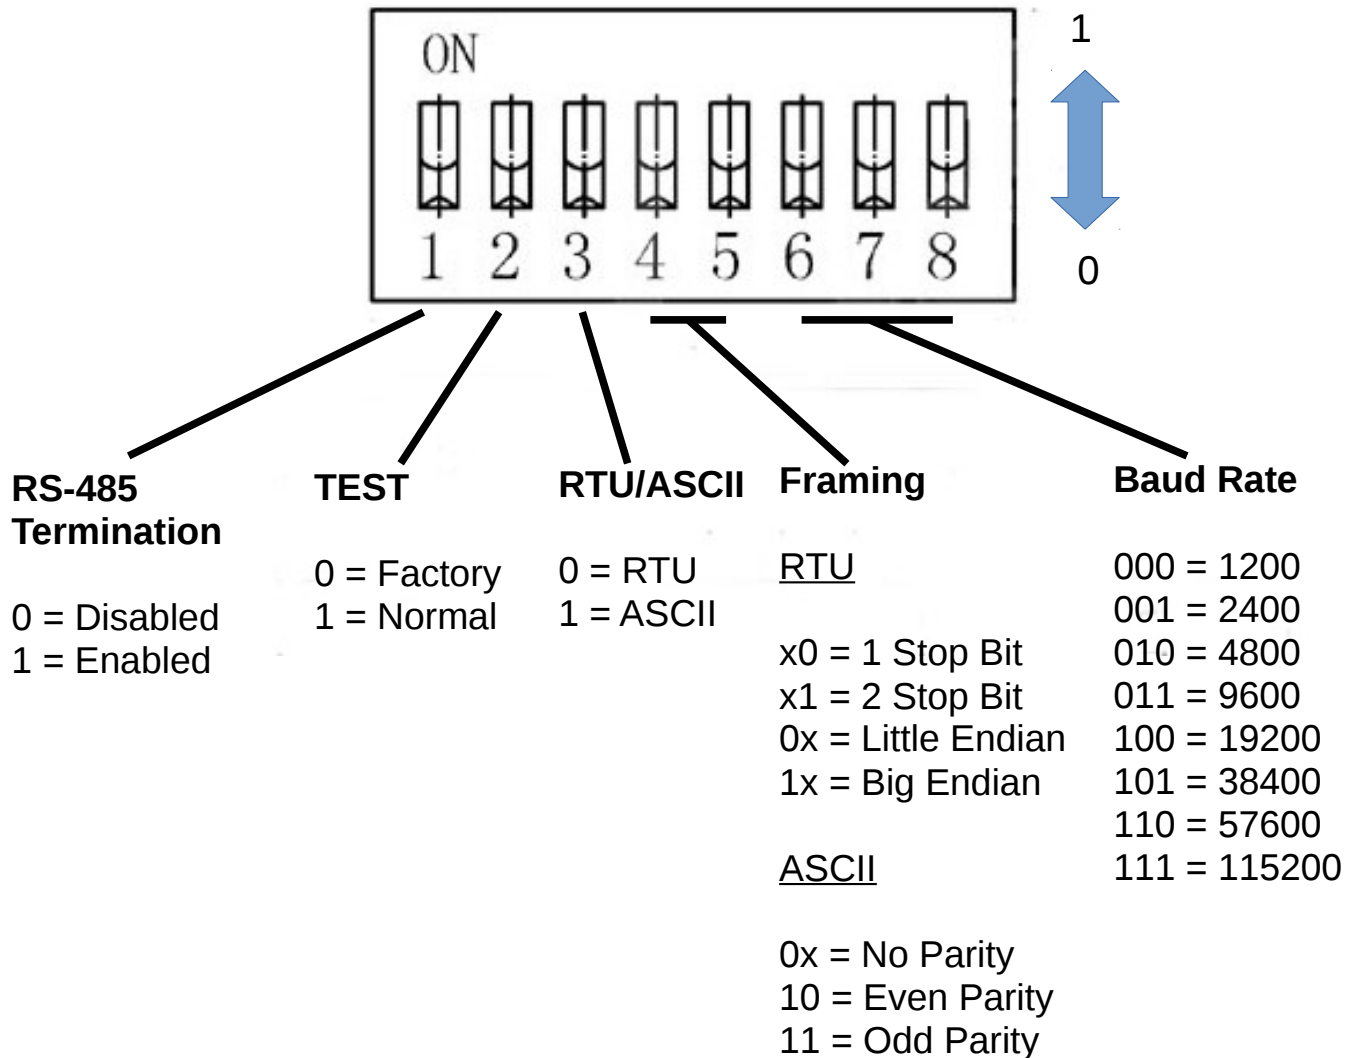 1
ON
1 2 3 4 5 6 7 8
0
RS-485
Termination
0 = Disabled
1 = Enabled
TEST
0 = Factory
1 = Normal
RTU/ASCII
0 = RTU
1 = ASCII
Framing
RTU
x0 = 1 Stop Bit
x1 = 2 Stop Bit
0x = Little Endian
1x = Big Endian
ASCII
0x = No Parity
10 = Even Parity
11 = Odd Parity
Baud Rate
000 = 1200
001 = 2400
010 = 4800
011 = 9600
100 = 19200
101 = 38400
110 = 57600
111 = 115200